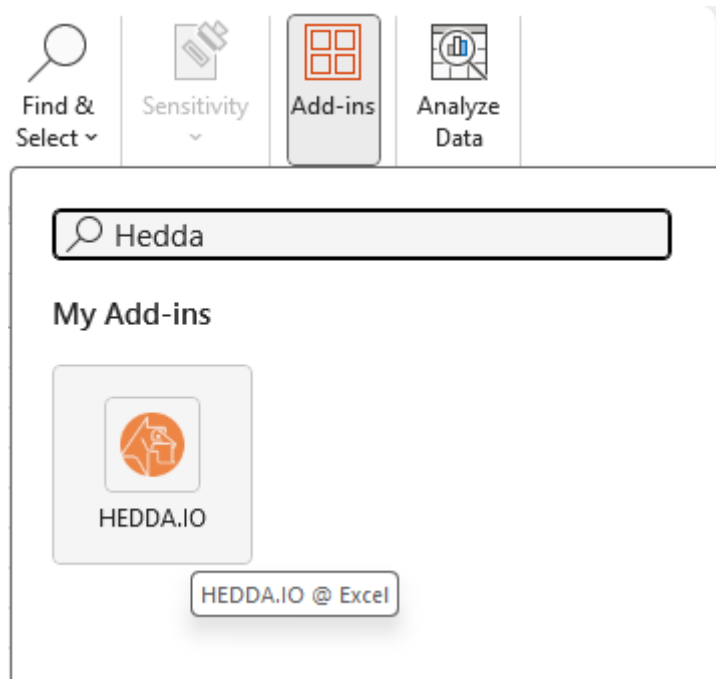 Find &
Select
Sensitivity
Add-ins
Analyze
Data
Hedda
My Add-ins
HEDDA.IO
HEDDA.IO @ Excel